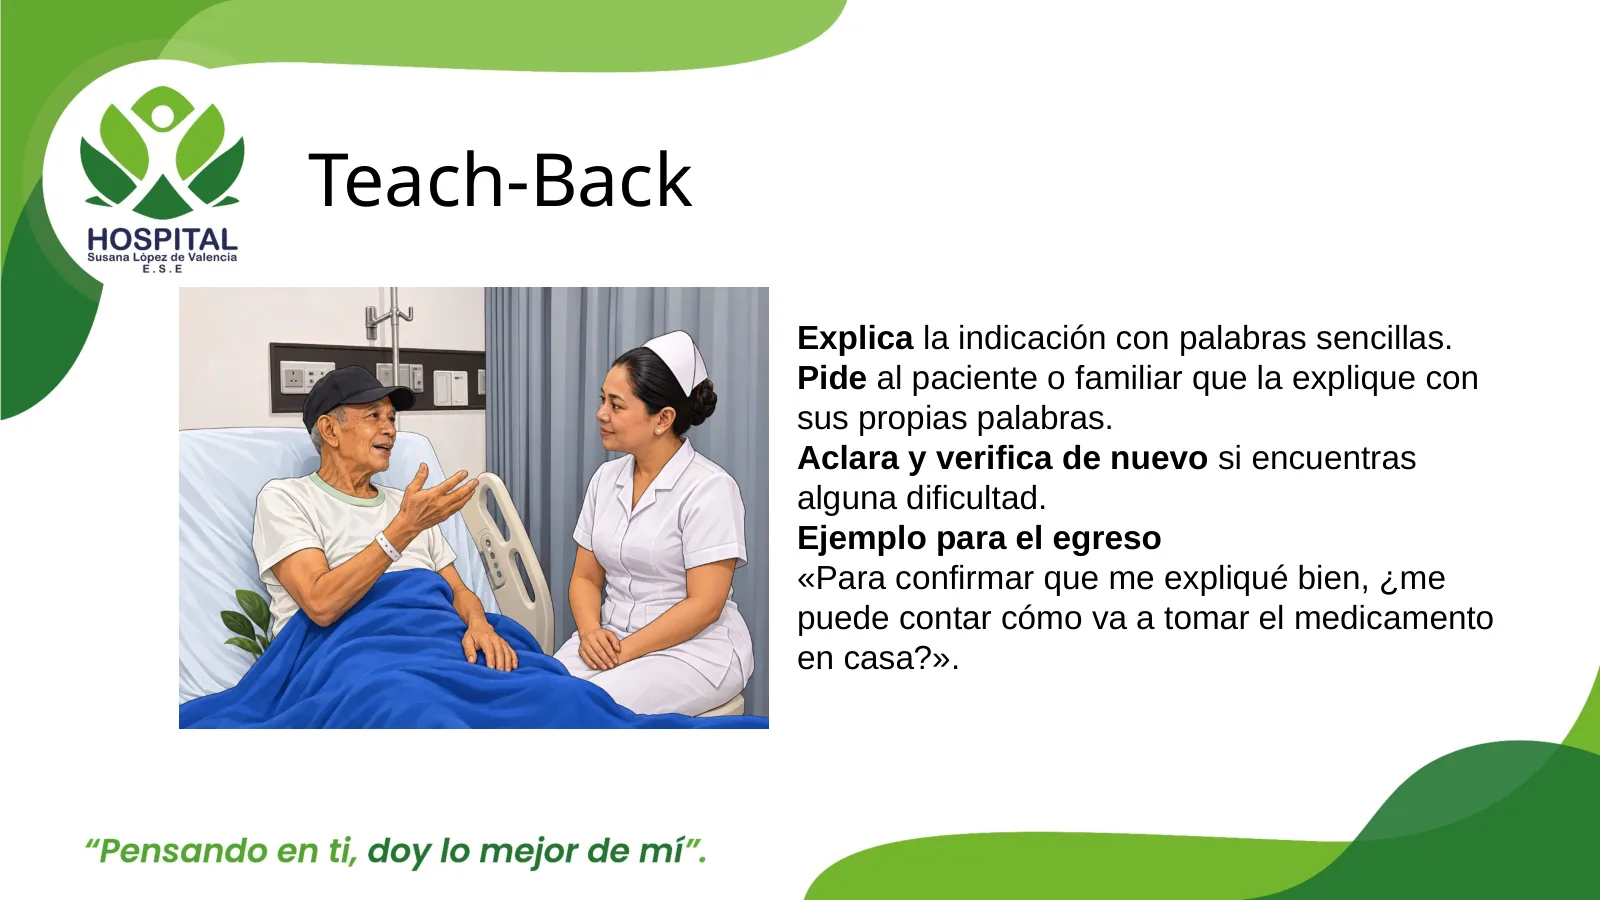 HOSPITAL
Susana López de Valencia
E.S.E
Teach-Back
Explica la indicación con palabras sencillas.
Pide al paciente o familiar que la explique con
sus propias palabras.
Aclara y verifica de nuevo si encuentras
alguna dificultad.
Ejemplo para el egreso
«Para confirmar que me expliqué bien, ¿me
puede contar cómo va a tomar el medicamento
en casa?».
“Pensando en ti, doy lo mejor de mí”.